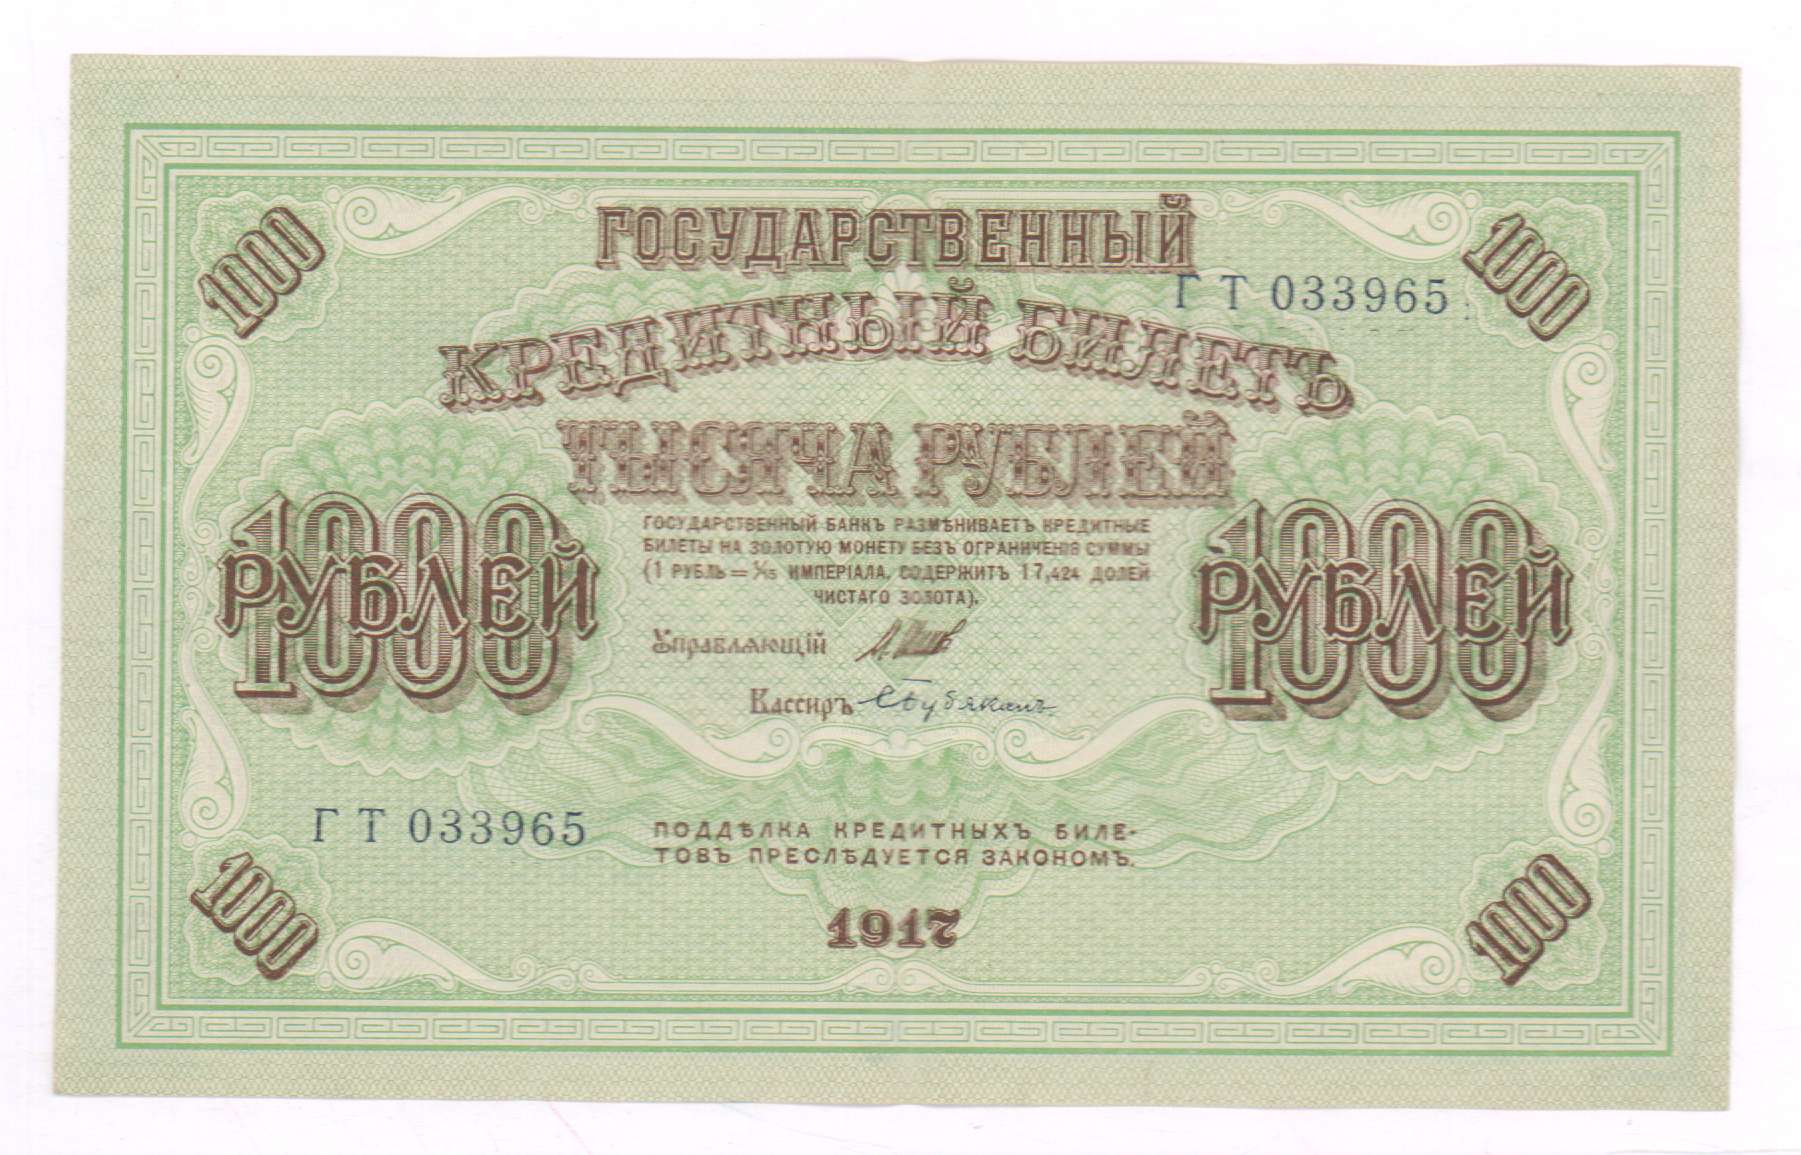 1000
ГОСУДАРСТВЕННЫЙ
1000
ГТ 033965
КРЕДИТНЫЙ БИЛЕТЪ
ТЫСЯЧА РУБЛЕЙ
1000
РУБЛЕЙ
ГОСУДАРСТВЕННЫЙ БАНКЪ РАЗМѢНИВАЕТЪ КРЕДИТНЫЕ
БИЛЕТЫ НА ЗОЛОТУЮ МОНЕТУ БЕЗЪ ОГРАНИЧЕНІЯ СУММЫ
(1 РУБЛЬ = 1/15 ИМПЕРІАЛА, СОДЕРЖИТЪ 17,424 ДОЛЕЙ
ЧИСТАГО ЗОЛОТА).
1000
РУБЛЕЙ
Управляющій
Кассиръ
ГТ 033965
ПОДДѢЛКА КРЕДИТНЫХЪ БИЛЕ-
ТОВЪ ПРЕСЛѢДУЕТСЯ ЗАКОНОМЪ.
1000
1917
1000